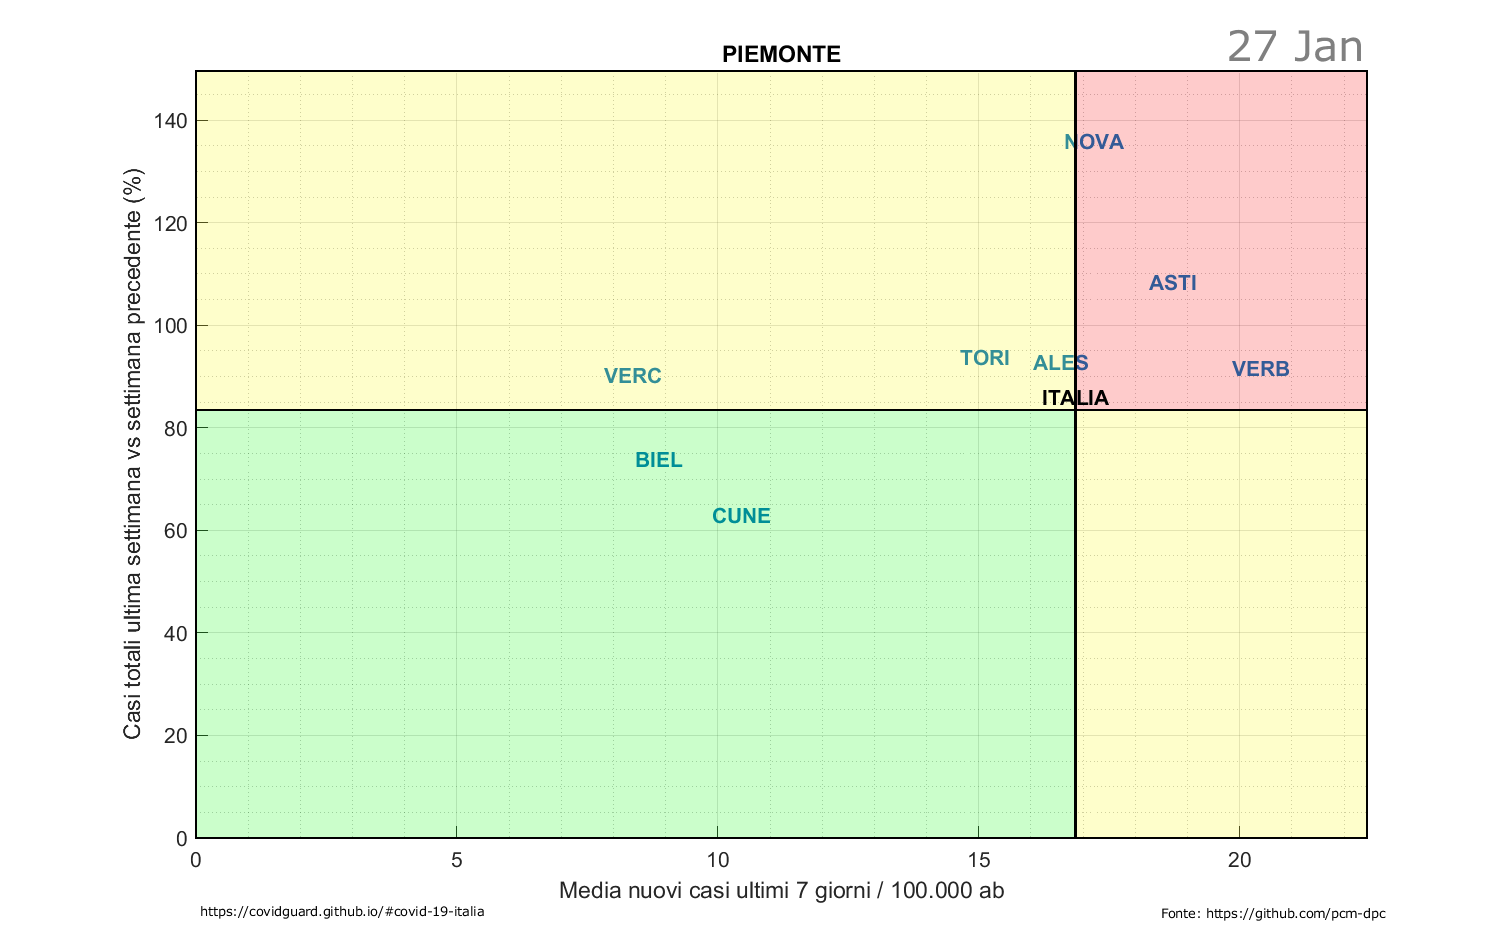 27 Jan
PIEMONTE
Casi totali ultima settimana vs settimana precedente (%)
140
120
100
80
60
40
20
0
NOVA
ASTI
TORI
ALES
VERB
VERC
ITALIA
BIEL
CUNE
0 5 10 15 20
Media nuovi casi ultimi 7 giorni / 100.000 ab
https://covidguard.github.io/#covid-19-italia
Fonte: https://github.com/pcm-dpc